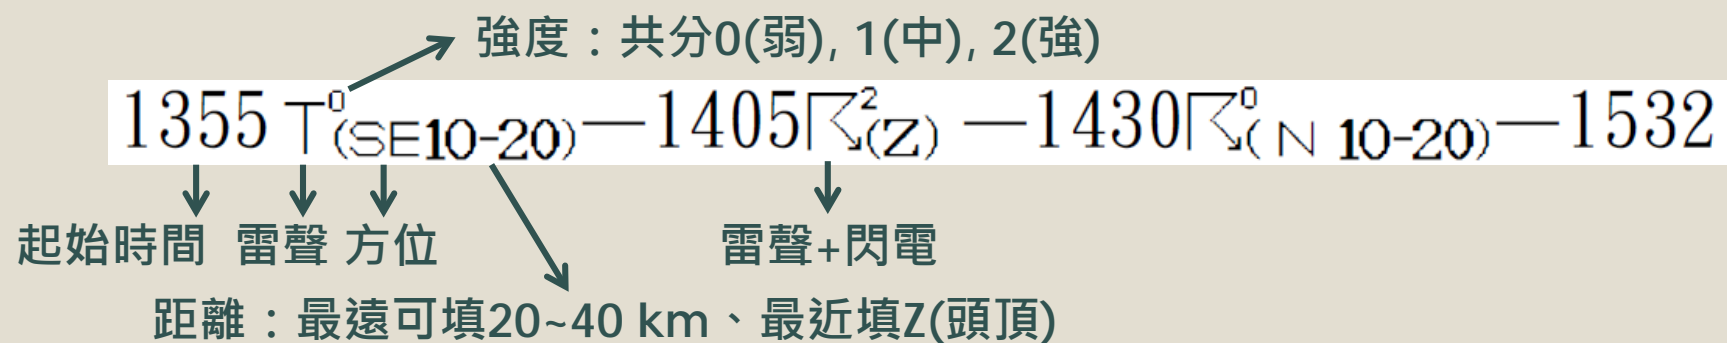 強度：共分0(弱), 1(中), 2(強)
1355 ⊤⁰(SE10-20)—1405☈²(Z) —1430☈⁰( N 10-20)—1532
起始時間 雷聲 方位 雷聲+閃電
距離：最遠可填20~40 km、最近填Z(頭頂)